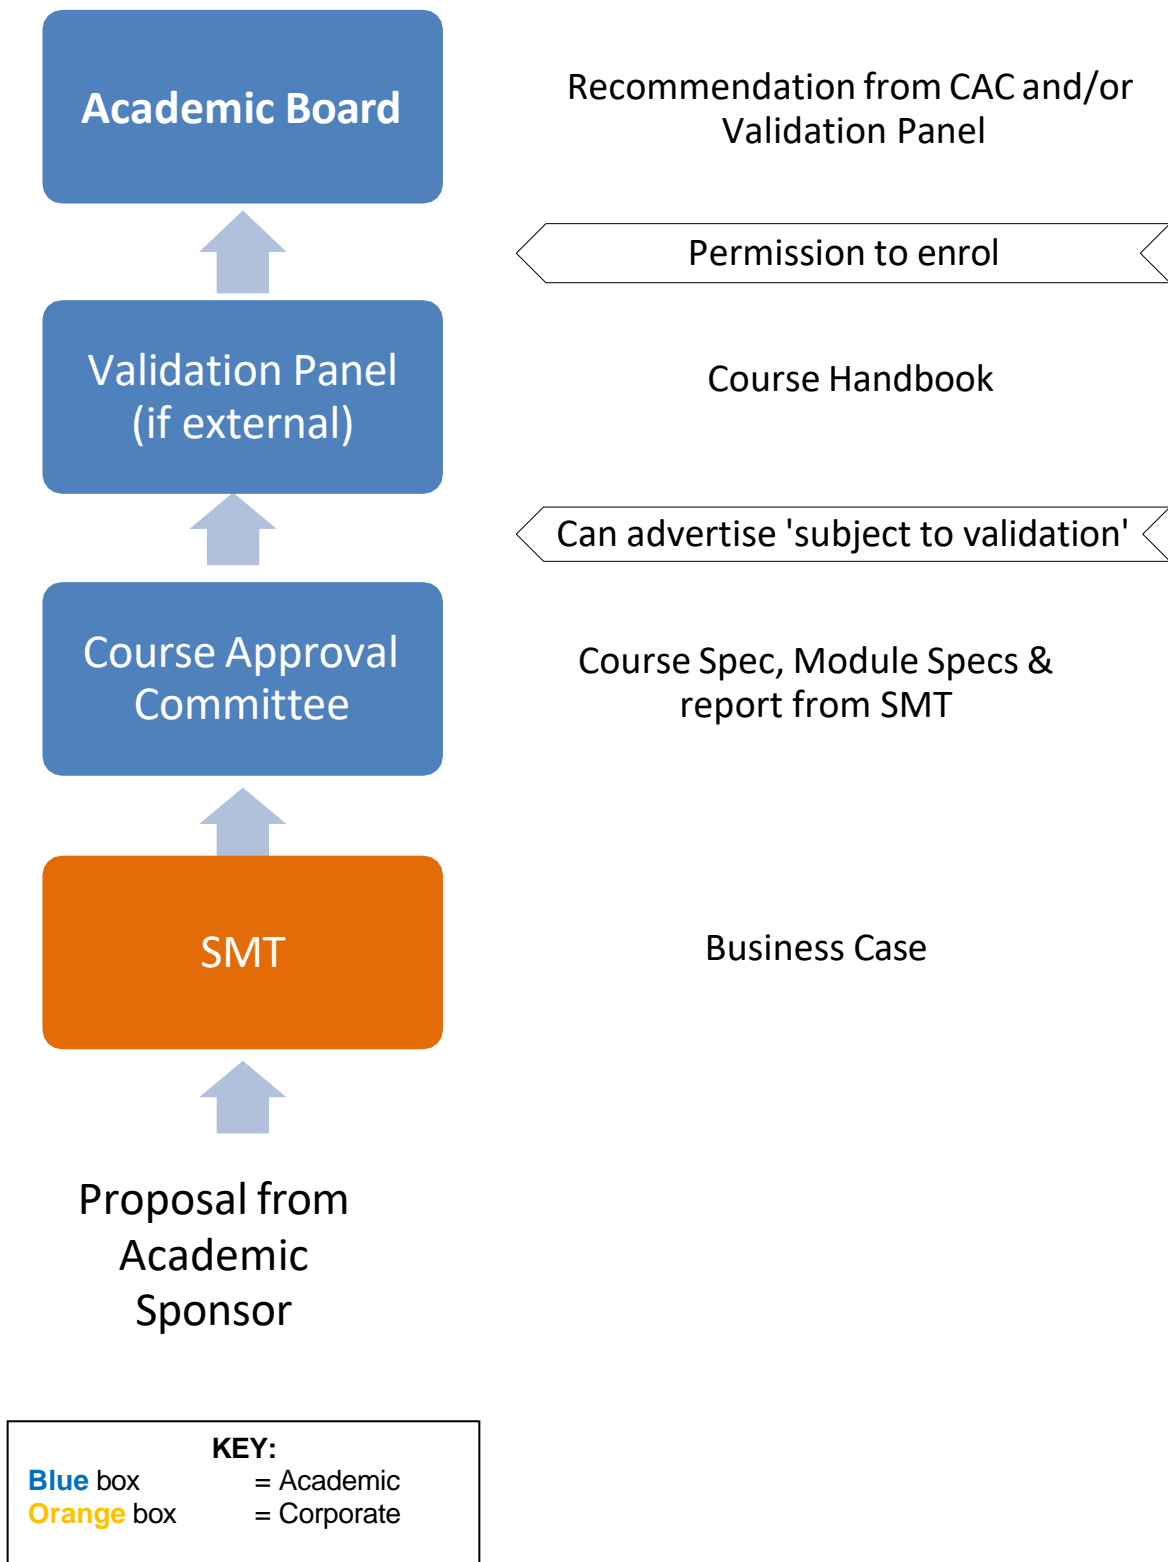 Academic Board
Recommendation from CAC and/or
Validation Panel
Permission to enrol
Validation Panel
(if external)
Course Handbook
Can advertise 'subject to validation'
Course Approval
Committee
Course Spec, Module Specs &
report from SMT
SMT
Business Case
Proposal from
Academic
Sponsor
KEY:
Blue box = Academic
Orange box = Corporate